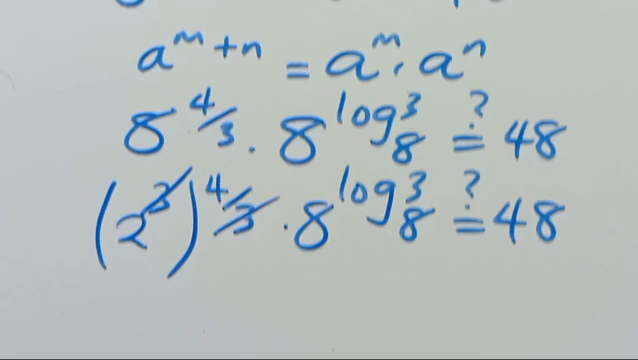 a^(m+n) = a^m · a^n
8^(4/3) · 8^(log_8 3) ≟ 48
(2^3)^(4/3) · 8^(log_8 3) ≟ 48